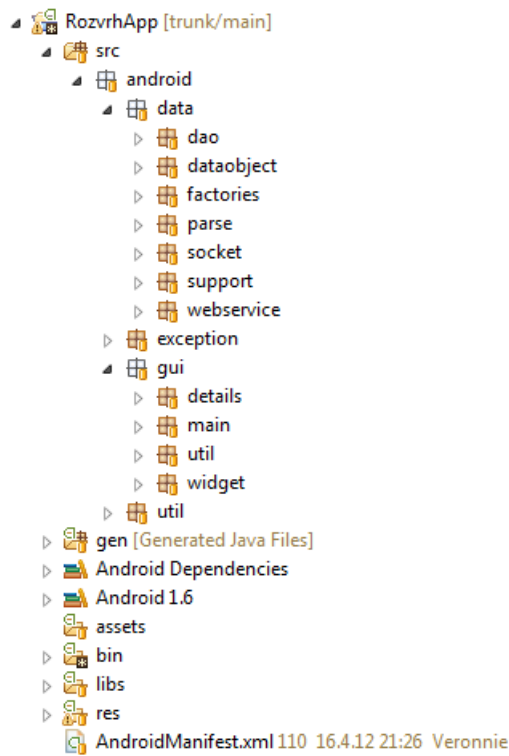 RozvrhApp [trunk/main]
src
android
data
dao
dataobject
factories
parse
socket
support
webservice
exception
gui
details
main
util
widget
util
gen [Generated Java Files]
Android Dependencies
Android 1.6
assets
bin
libs
res
AndroidManifest.xml 110 16.4.12 21:26 Veronnie